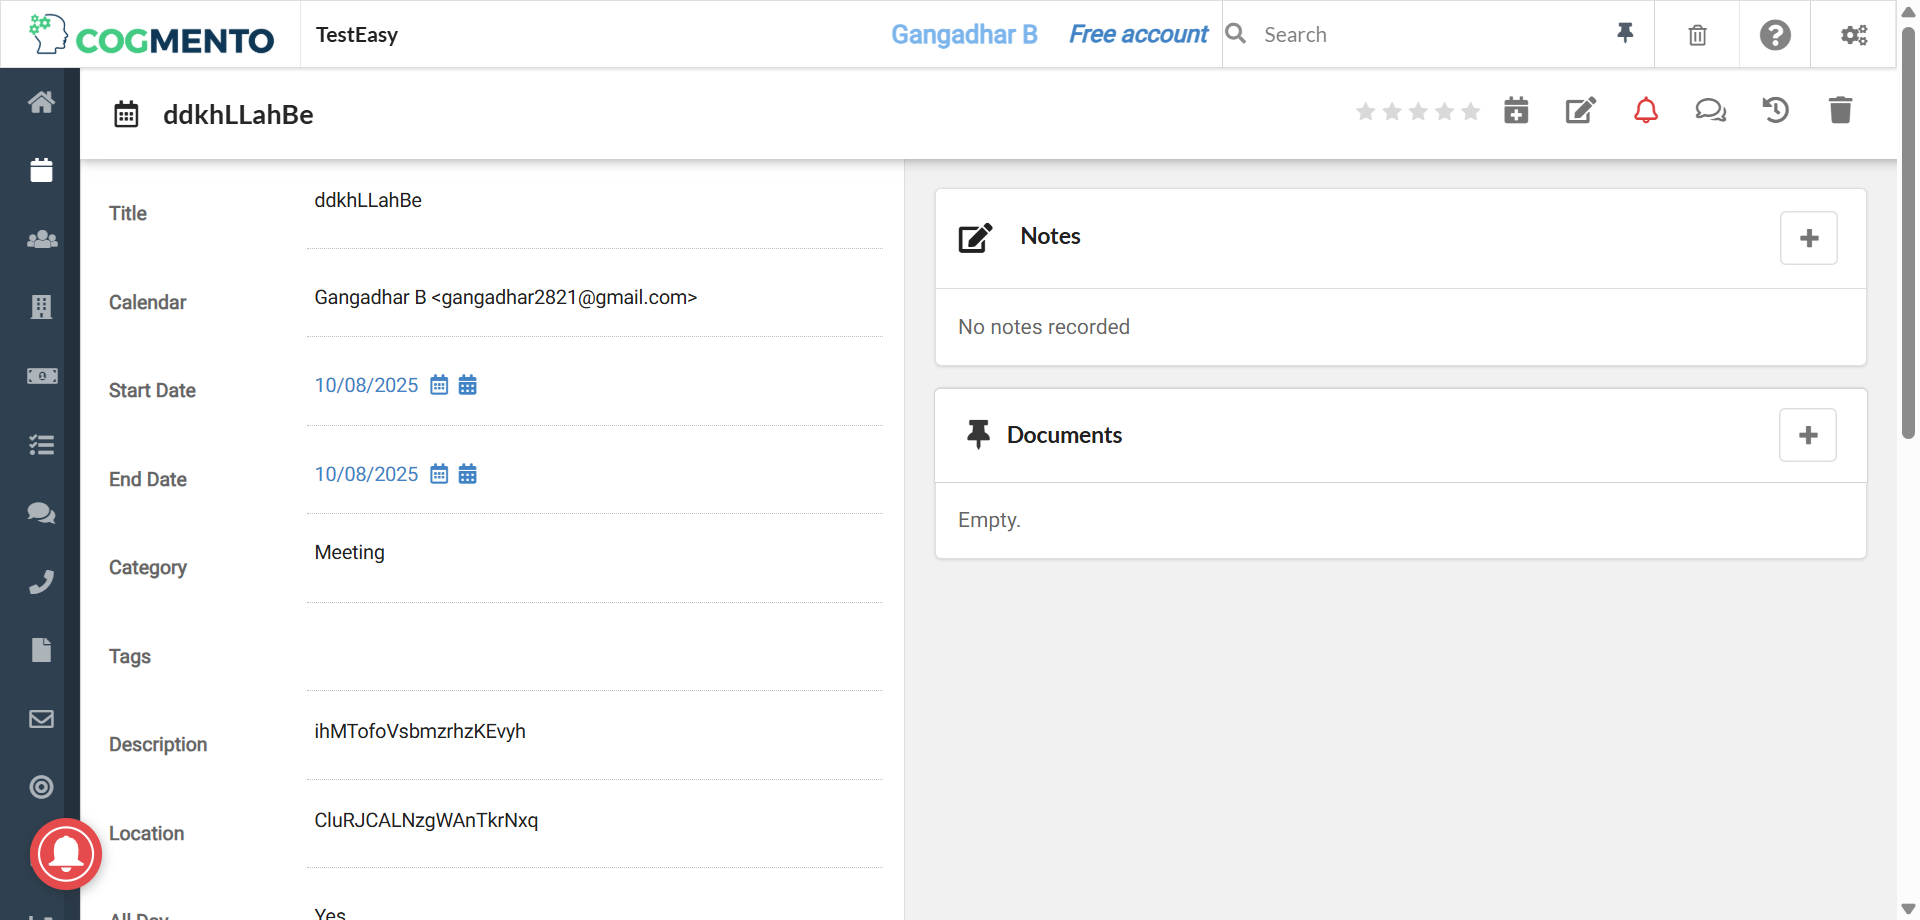 COGMENTO
TestEasy
Gangadhar B
Free account
Search
ddkhLLahBe
Title
ddkhLLahBe
Calendar
Gangadhar B <gangadhar2821@gmail.com>
Start Date
10/08/2025
End Date
10/08/2025
Category
Meeting
Tags
Description
ihMTofoVsbmzrhzKEvyh
Location
CluRJCALNzgWAnTkrNxq
All Day
Yes
Notes
No notes recorded
Documents
Empty.